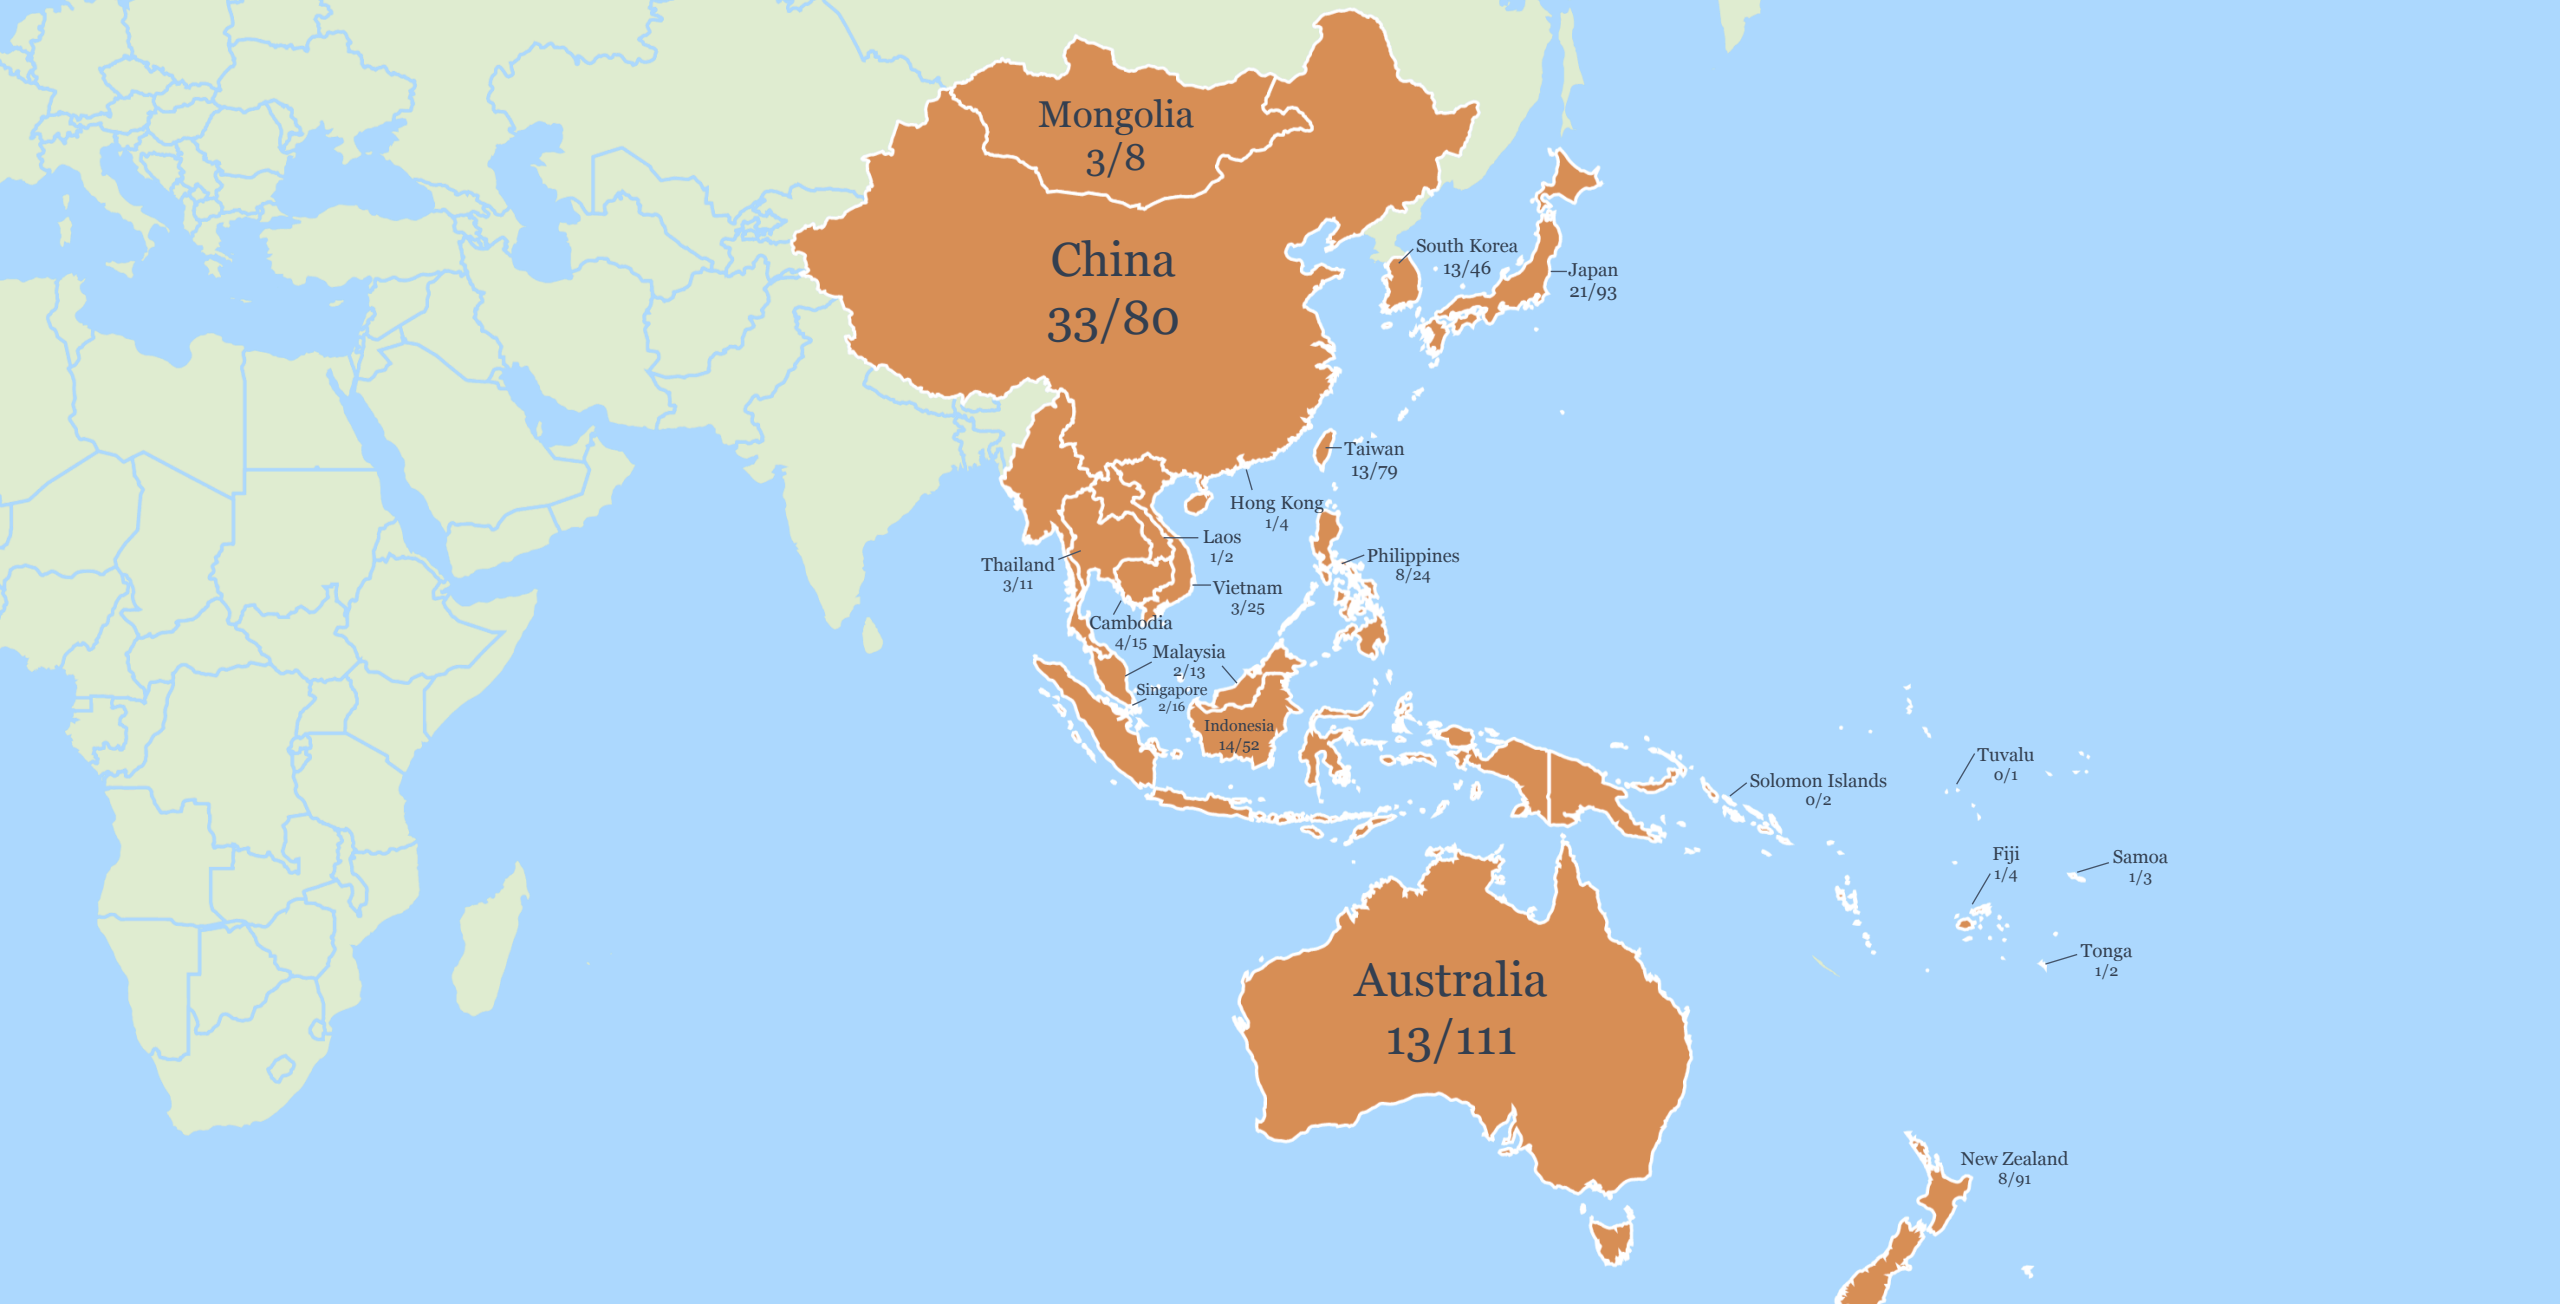 Mongolia
3/8
China
33/80
South Korea
13/46
Japan
21/93
Taiwan
13/79
Hong Kong
1/4
Laos
1/2
Thailand
3/11
Philippines
8/24
Vietnam
3/25
Cambodia
4/15
Malaysia
2/13
Singapore
2/16
Indonesia
14/52
Tuvalu
0/1
Solomon Islands
0/2
Fiji
1/4
Samoa
1/3
Tonga
1/2
Australia
13/111
New Zealand
8/91